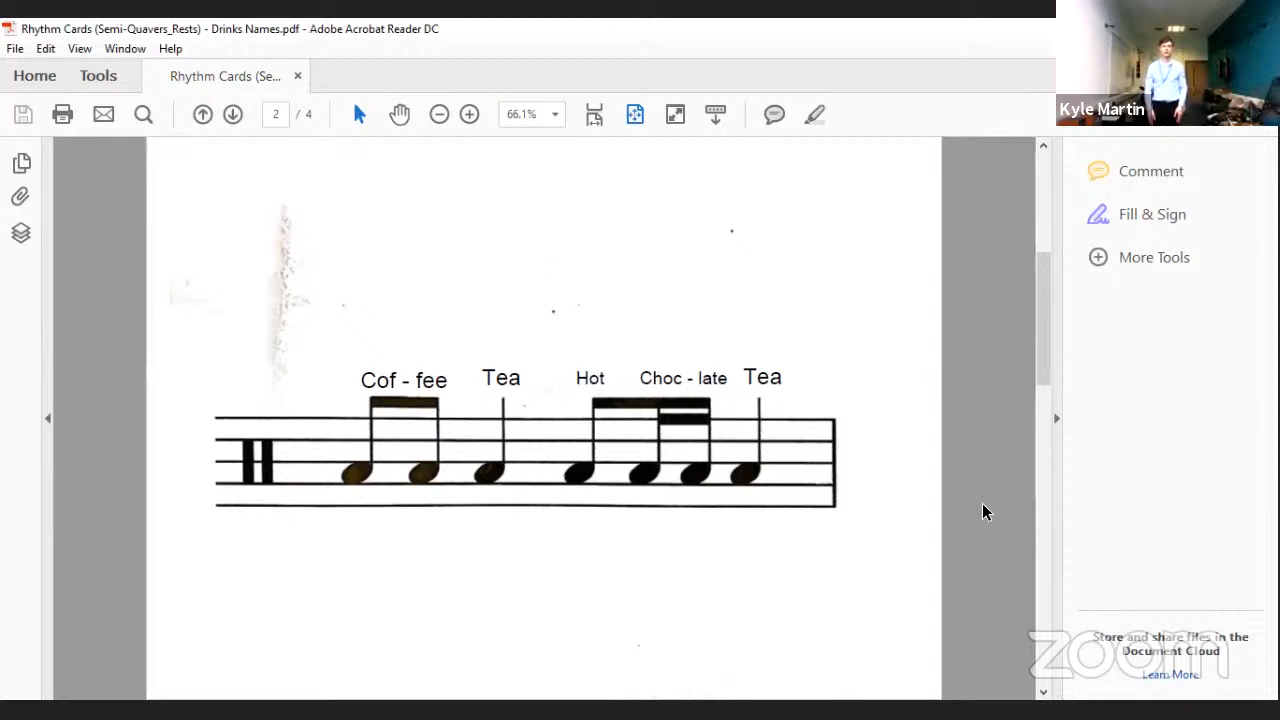 Rhythm Cards (Semi-Quavers_Rests) - Drinks Names.pdf - Adobe Acrobat Reader DC
File Edit View Window Help
Home Tools Rhythm Cards (Se... ×
2 / 4 66.1%
Kyle Martin
Comment
Fill & Sign
More Tools
Cof - fee Tea Hot Choc - late Tea
Store and share files in the
Document Cloud
Learn More
zoom